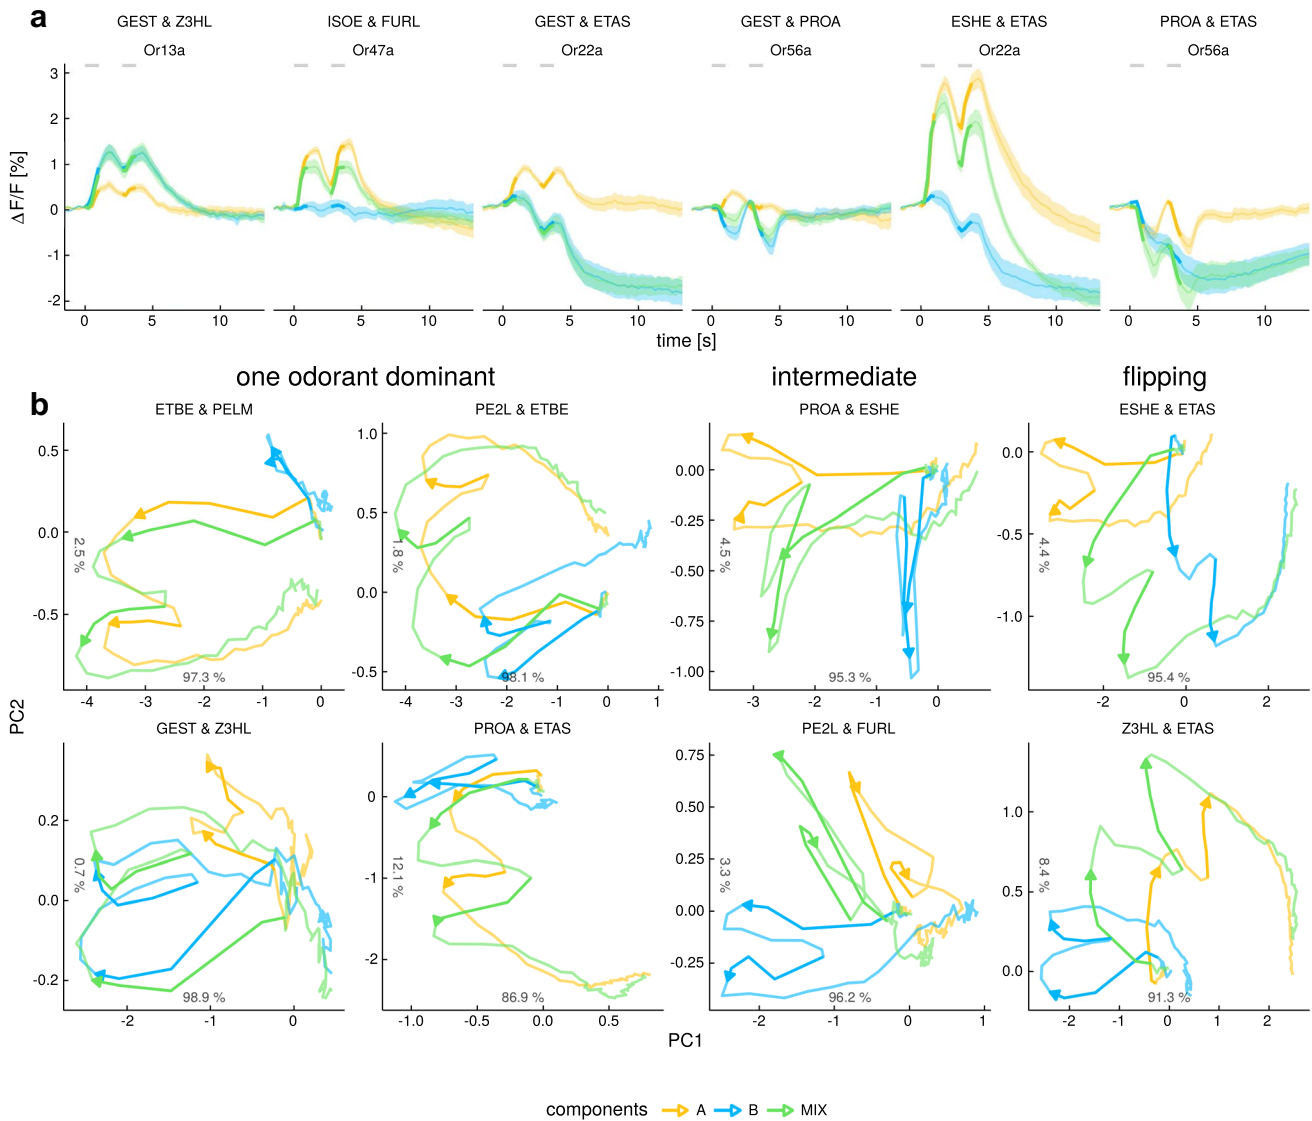 a
GEST & Z3HL
ISOE & FURL
GEST & ETAS
GEST & PROA
ESHE & ETAS
PROA & ETAS
Or13a
Or47a
Or22a
Or56a
Or22a
Or56a
ΔF/F [%]
3
2
1
0
-1
-2
0 5 10
0 5 10
0 5 10
0 5 10
0 5 10
0 5 10
time [s]
one odorant dominant
intermediate
flipping
b
ETBE & PELM
0.5
0.0
-0.5
2.5 %
97.3 %
-4 -3 -2 -1 0
PE2L & ETBE
1.0
0.5
0.0
-0.5
1.8 %
98.1 %
-4 -3 -2 -1 0 1
PROA & ESHE
0.00
-0.25
-0.50
-0.75
-1.00
4.5 %
95.3 %
-3 -2 -1 0
ESHE & ETAS
0.0
-0.5
-1.0
4.4 %
95.4 %
-2 0 2
PC2
GEST & Z3HL
0.2
0.0
-0.2
0.7 %
98.9 %
-2 -1 0
PROA & ETAS
0
-1
-2
12.1 %
86.9 %
-1.0 -0.5 0.0 0.5
PE2L & FURL
0.75
0.50
0.25
0.00
-0.25
3.3 %
96.2 %
-2 -1 0 1
Z3HL & ETAS
1.0
0.5
0.0
8.4 %
91.3 %
-2 -1 0 1 2
PC1
components A B MIX